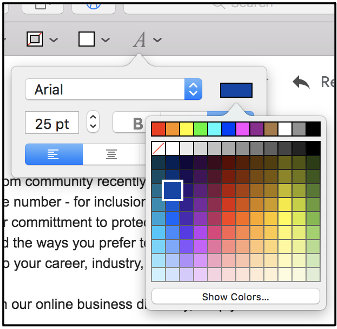 Search
A
Re
Arial
25 pt
B
om community recently
e number - for inclusion
r committment to protec
d the ways you prefer to
o your career, industry,
n our online business di
Show Colors...